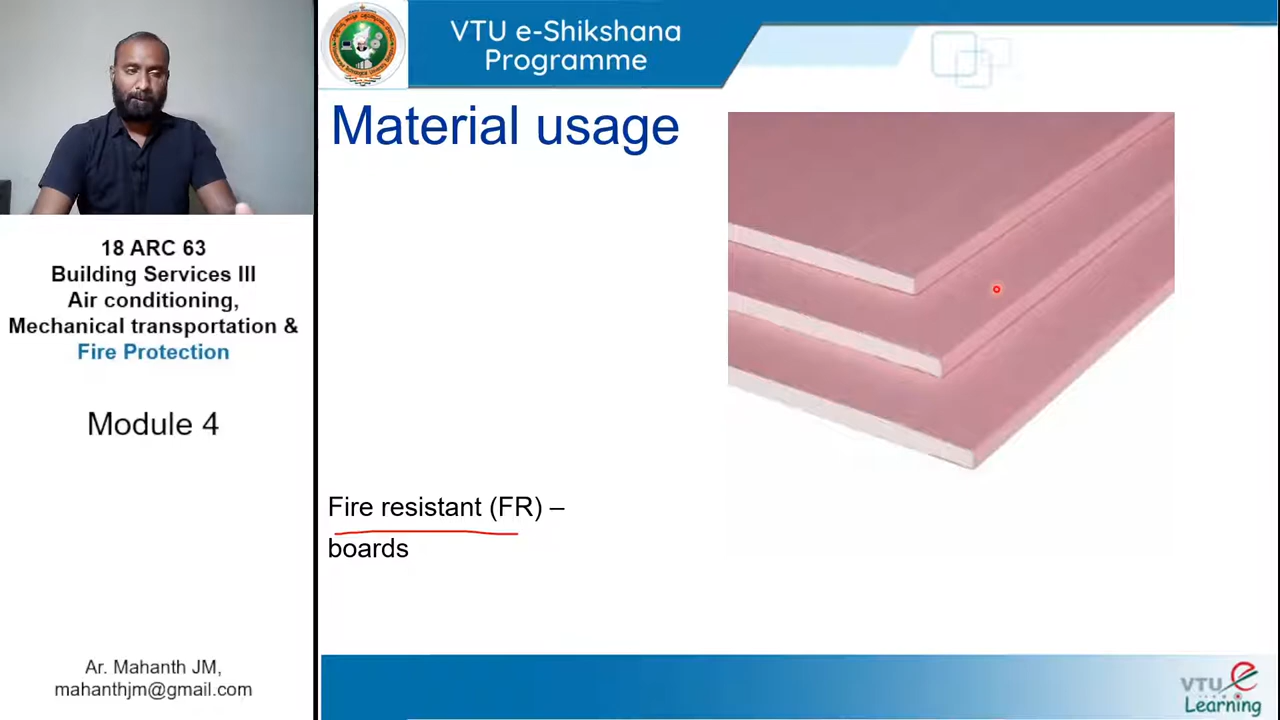 VTU e-Shikshana
Programme
Material usage
18 ARC 63
Building Services III
Air conditioning,
Mechanical transportation &
Fire Protection
Module 4
Fire resistant (FR) –
boards
Ar. Mahanth JM,
mahanthjm@gmail.com
VTU e
Learning